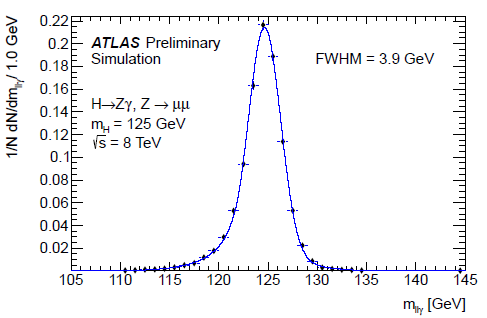 1/N dN/dm_llγ / 1.0 GeV
0.22
0.2
0.18
0.16
0.14
0.12
0.1
0.08
0.06
0.04
0.02
ATLAS Preliminary
Simulation
FWHM = 3.9 GeV
H→Zγ, Z → μμ
m_H = 125 GeV
√s = 8 TeV
105 110 115 120 125 130 135 140 145
m_llγ [GeV]